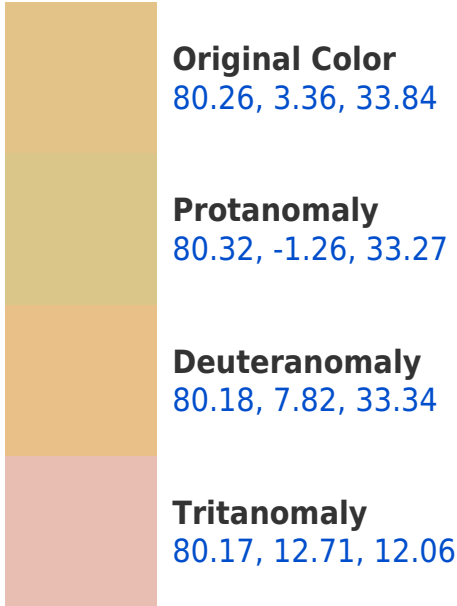 Original Color
80.26, 3.36, 33.84
Protanomaly
80.32, -1.26, 33.27
Deuteranomaly
80.18, 7.82, 33.34
Tritanomaly
80.17, 12.71, 12.06